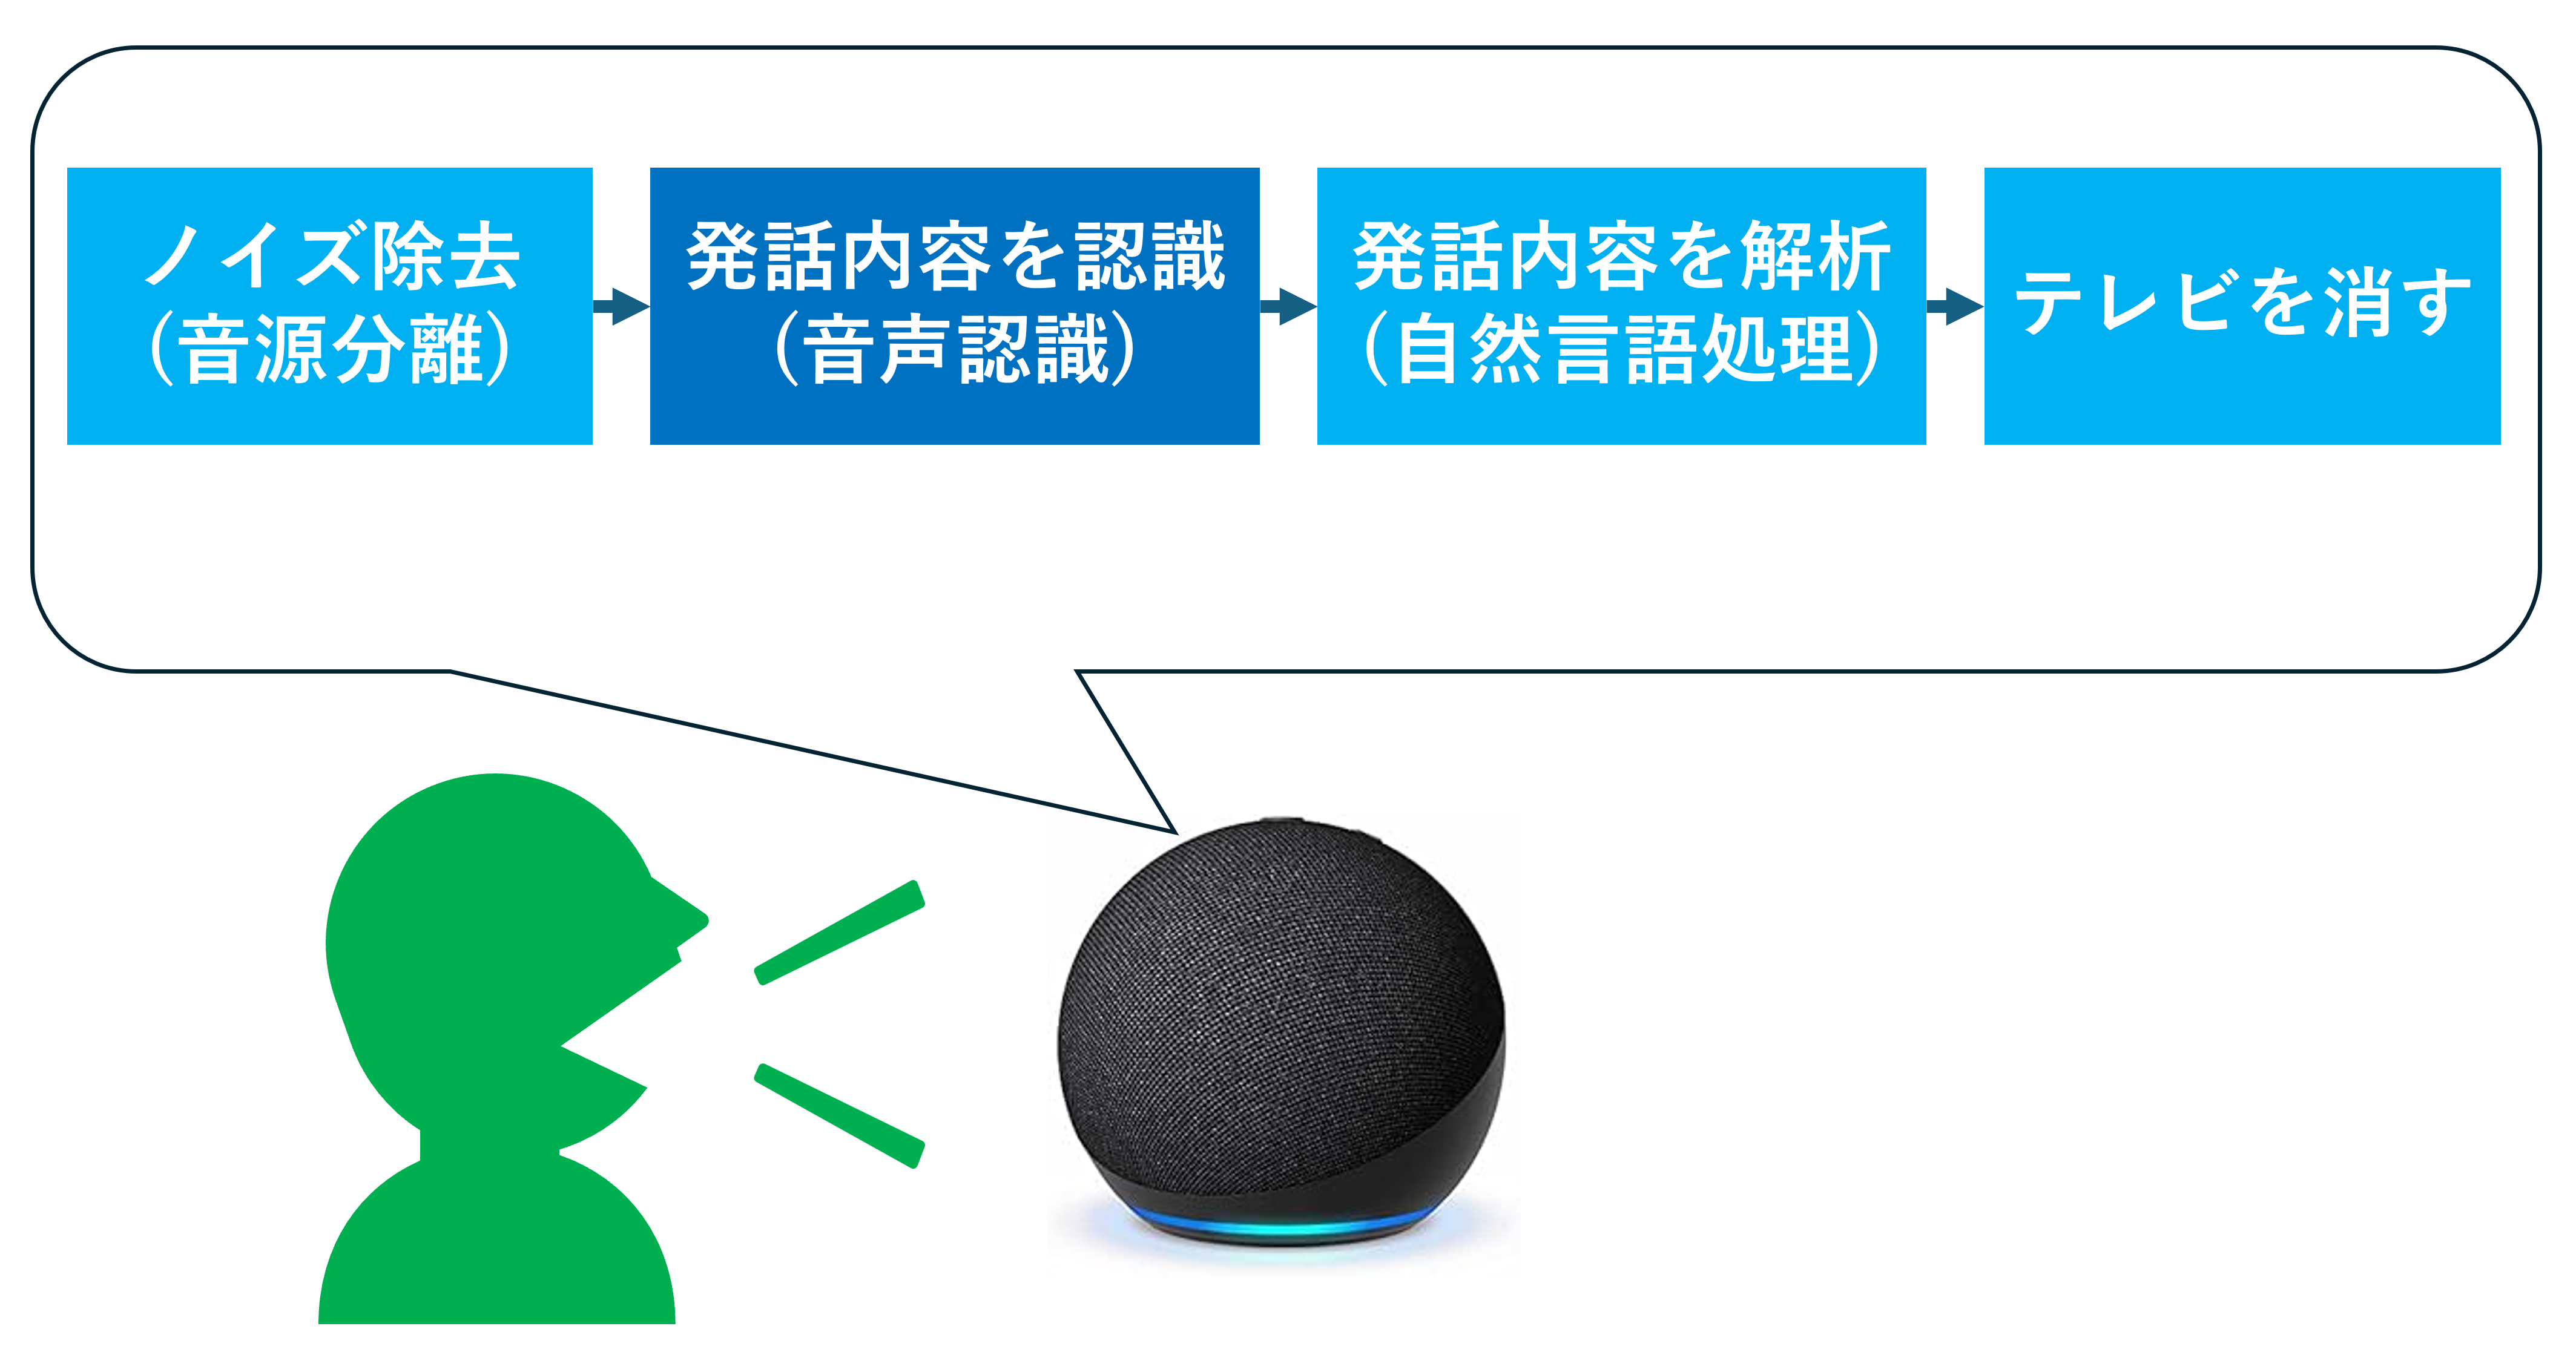 ノイズ除去
(音源分離)
発話内容を認識
(音声認識)
発話内容を解析
(自然言語処理)
テレビを消す